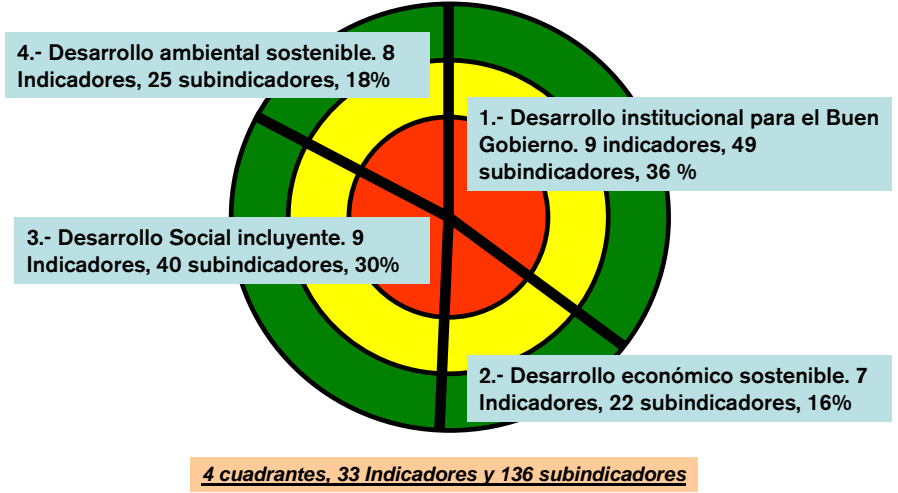 4.- Desarrollo ambiental sostenible. 8
Indicadores, 25 subindicadores, 18%
1.- Desarrollo institucional para el Buen
Gobierno. 9 indicadores, 49
subindicadores, 36 %
3.- Desarrollo Social incluyente. 9
Indicadores, 40 subindicadores, 30%
2.- Desarrollo económico sostenible. 7
Indicadores, 22 subindicadores, 16%
4 cuadrantes, 33 Indicadores y 136 subindicadores